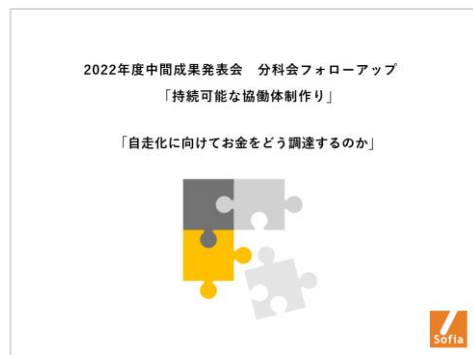 2022年度中間成果発表会　分科会フォローアップ
「持続可能な協働体制作り」
「自走化に向けてお金をどう調達するのか」
Sofia